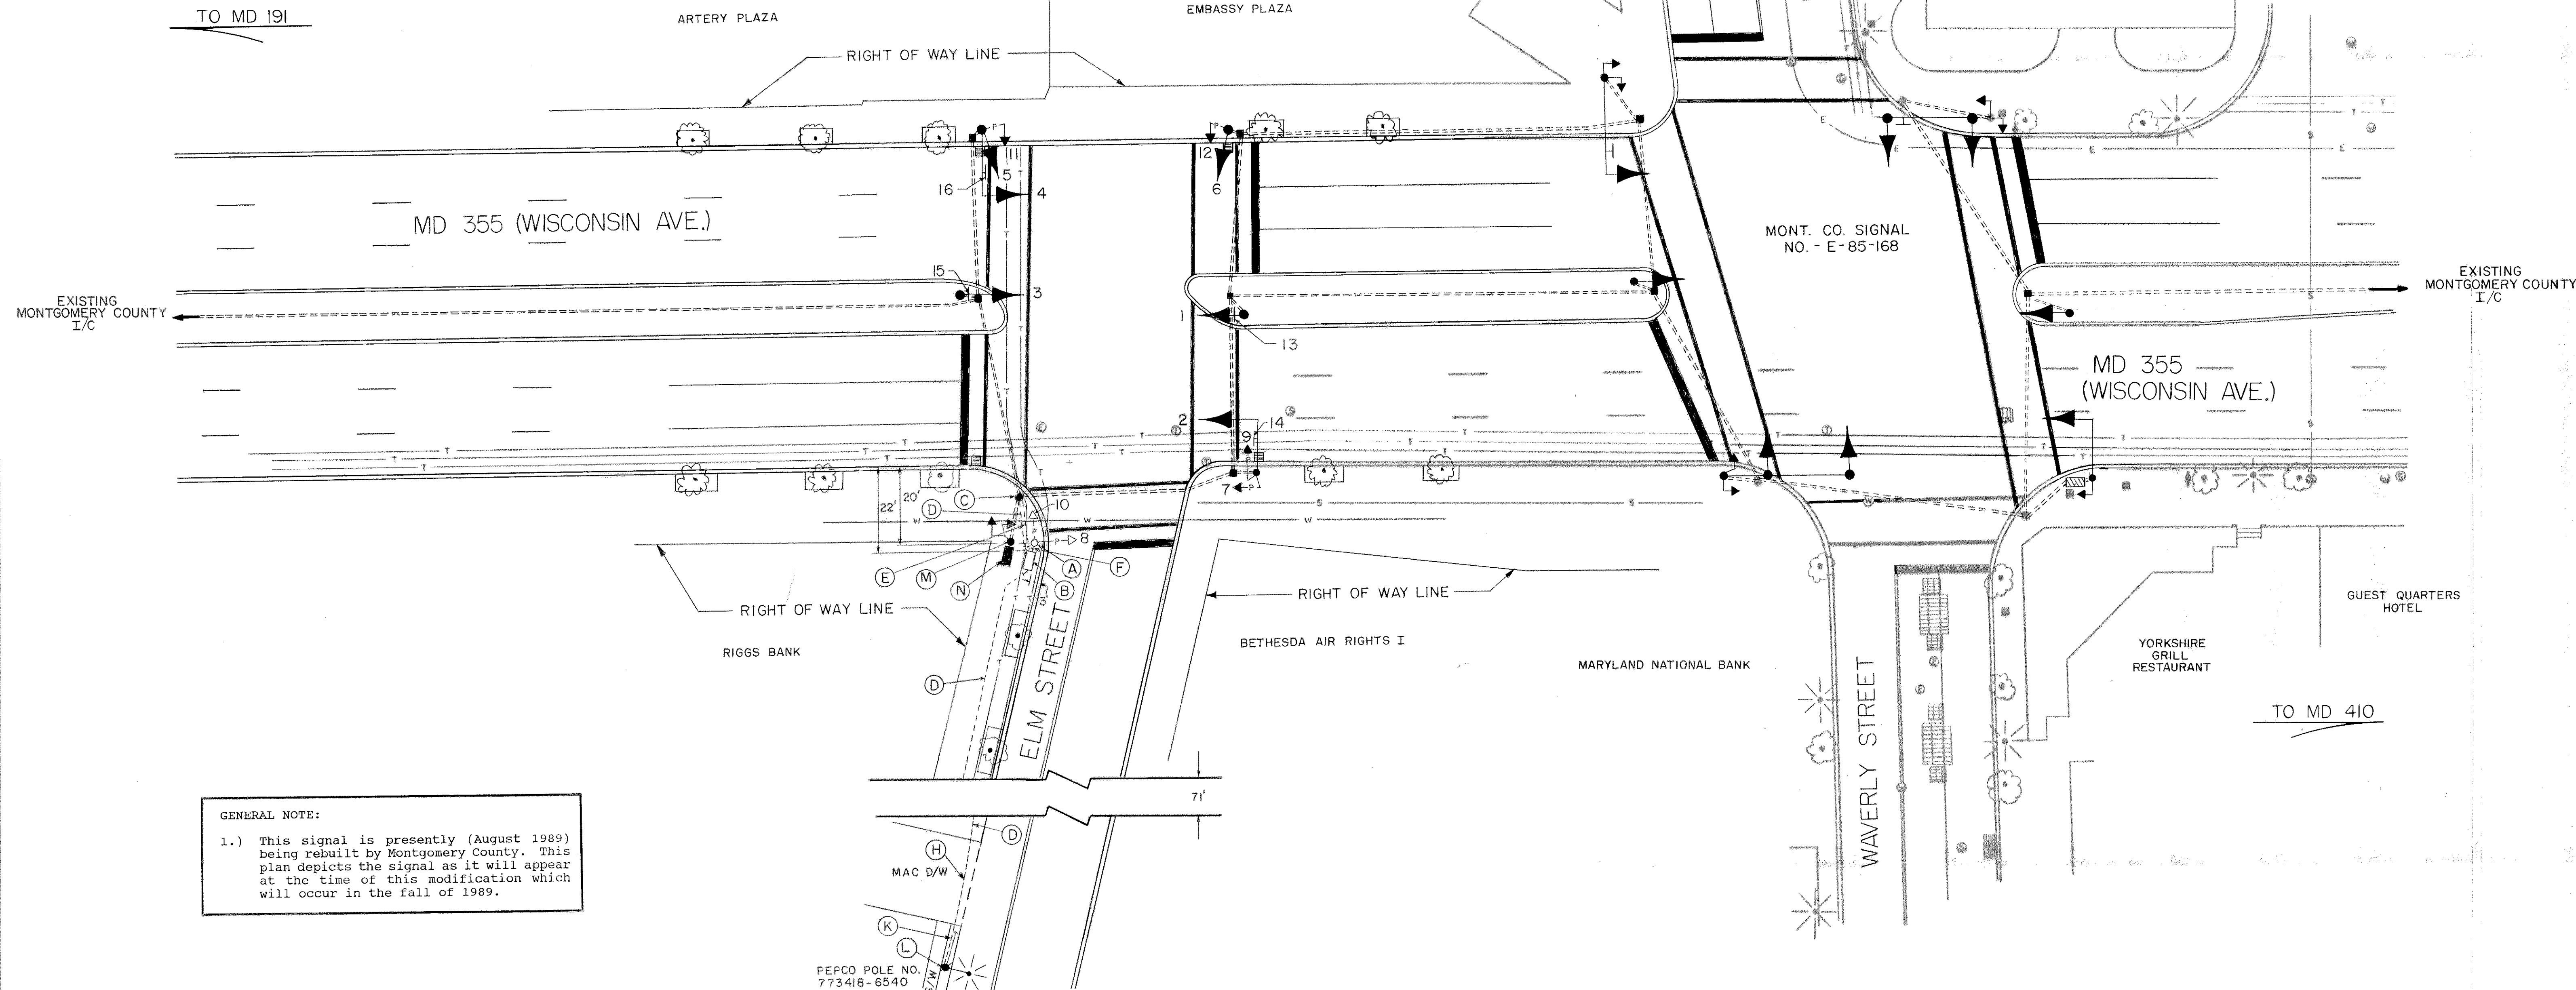 TO MD 191
ARTERY PLAZA
EMBASSY PLAZA
RIGHT OF WAY LINE
11
12
16
5
4
6
MD 355 (WISCONSIN AVE.)
MONT. CO. SIGNAL
NO. - E-85-168
15
3
EXISTING
MONTGOMERY COUNTY
I/C
1
13
EXISTING
MONTGOMERY COUNTY
I/C
MD 355
(WISCONSIN AVE.)
2
14
9
7
22'
20'
C
D
10
8
E
M
N
A
F
B
3'
RIGHT OF WAY LINE
RIGHT OF WAY LINE
RIGGS BANK
BETHESDA AIR RIGHTS I
MARYLAND NATIONAL BANK
YORKSHIRE
GRILL
RESTAURANT
GUEST QUARTERS
HOTEL
D
ELM STREET
WAVERLY STREET
TO MD 410
71'
GENERAL NOTE:
1.) This signal is presently (August 1989)
being rebuilt by Montgomery County. This
plan depicts the signal as it will appear
at the time of this modification which
will occur in the fall of 1989.
D
H
MAC D/W
K
L
PEPCO POLE NO.
773418-6540
S/W